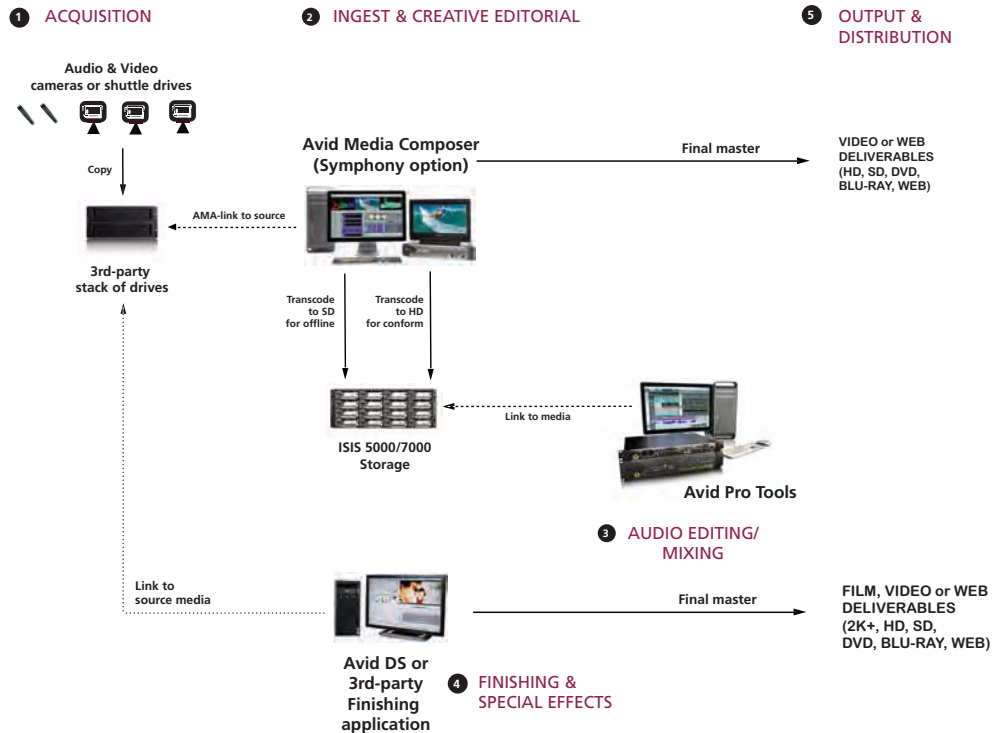 1 ACQUISITION
2 INGEST & CREATIVE EDITORIAL
5 OUTPUT &
DISTRIBUTION
Audio & Video
cameras or shuttle drives
Copy
3rd-party
stack of drives
AMA-link to source
Avid Media Composer
(Symphony option)
Final master
VIDEO or WEB
DELIVERABLES
(HD, SD, DVD,
BLU-RAY, WEB)
Transcode
to SD
for offline
Transcode
to HD
for conform
ISIS 5000/7000
Storage
Link to media
Avid Pro Tools
3 AUDIO EDITING/
MIXING
Link to
source media
Final master
FILM, VIDEO or WEB
DELIVERABLES
(2K+, HD, SD,
DVD, BLU-RAY, WEB)
Avid DS or
3rd-party
Finishing
application
4 FINISHING &
SPECIAL EFFECTS